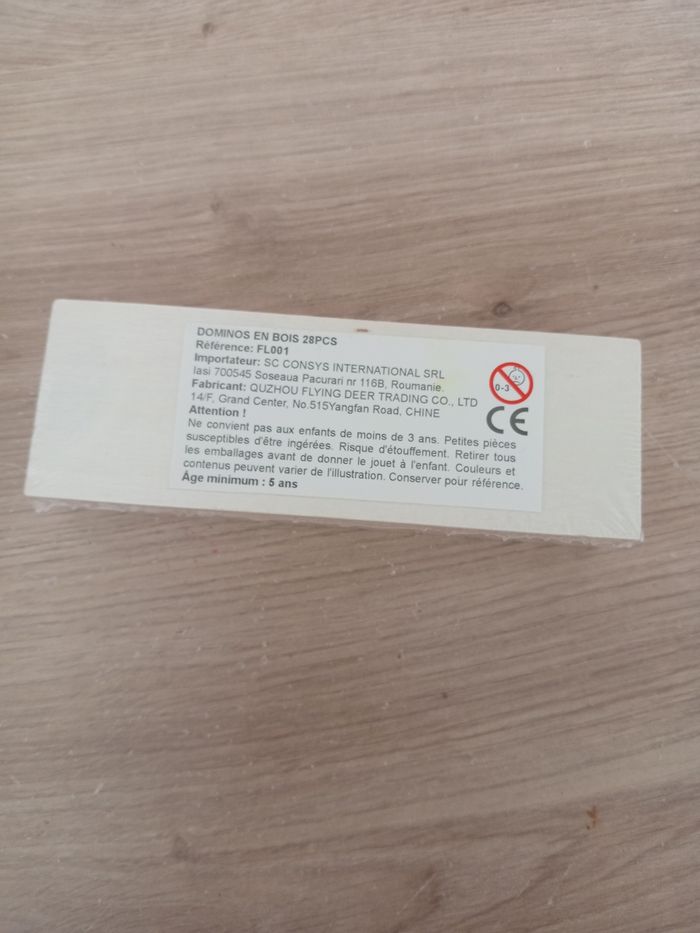 DOMINOS EN BOIS 28PCS
Référence: FL001
Importateur: SC CONSYS INTERNATIONAL SRL
Iasi 700545 Soseaua Pacurari nr 116B, Roumanie.
Fabricant: QUZHOU FLYING DEER TRADING CO., LTD
14/F, Grand Center, No.515Yangfan Road, CHINE
Attention !
Ne convient pas aux enfants de moins de 3 ans. Petites pièces
susceptibles d'être ingérées. Risque d'étouffement. Retirer tous
les emballages avant de donner le jouet à l'enfant. Couleurs et
contenus peuvent varier de l'illustration. Conserver pour référence.
Âge minimum : 5 ans
0-3
CE